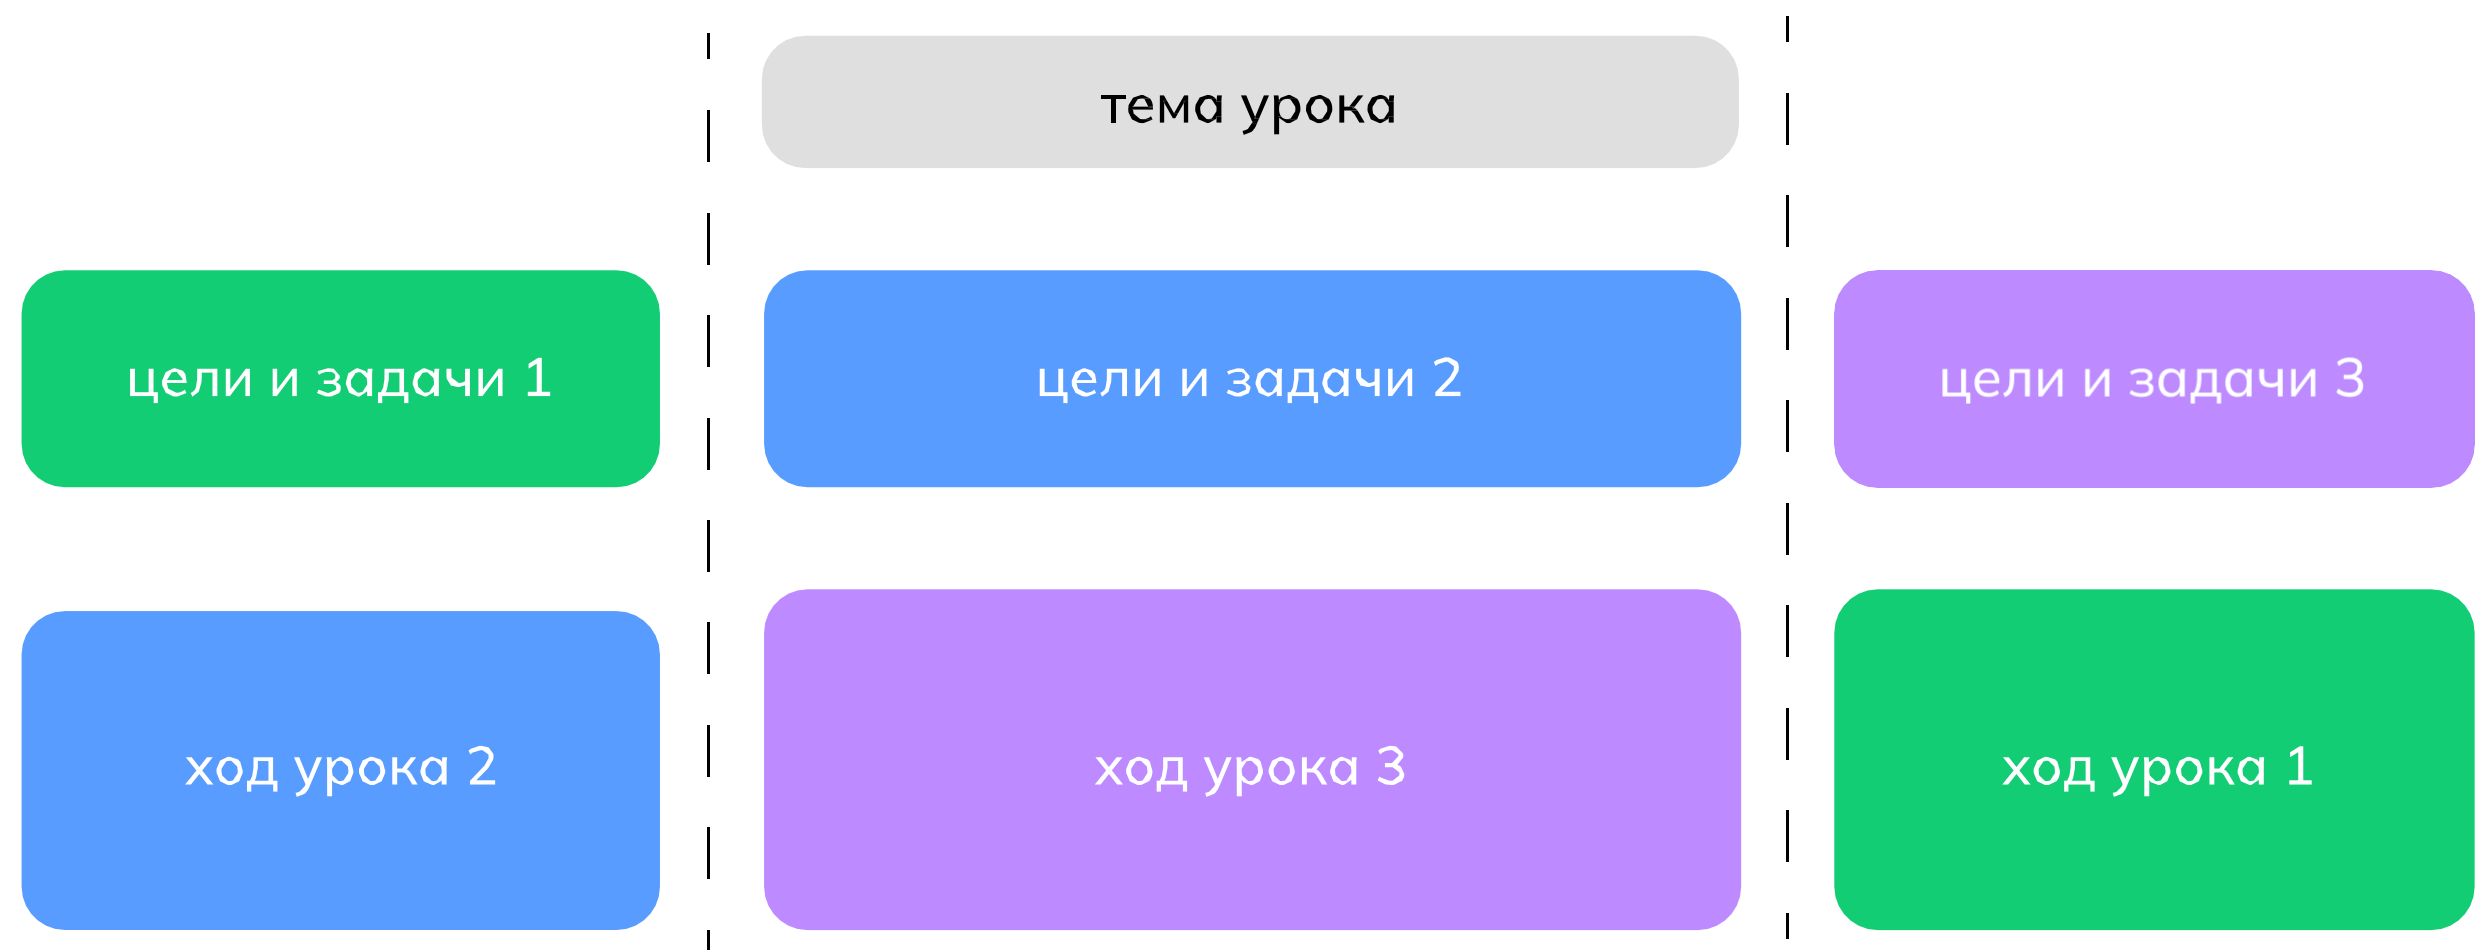 тема урока
цели и задачи 1
цели и задачи 2
цели и задачи 3
ход урока 2
ход урока 3
ход урока 1